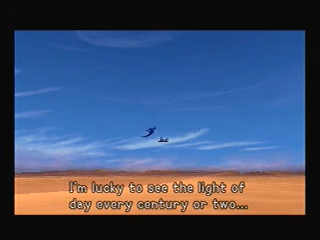 I'm lucky to see the light of
day every century or two...